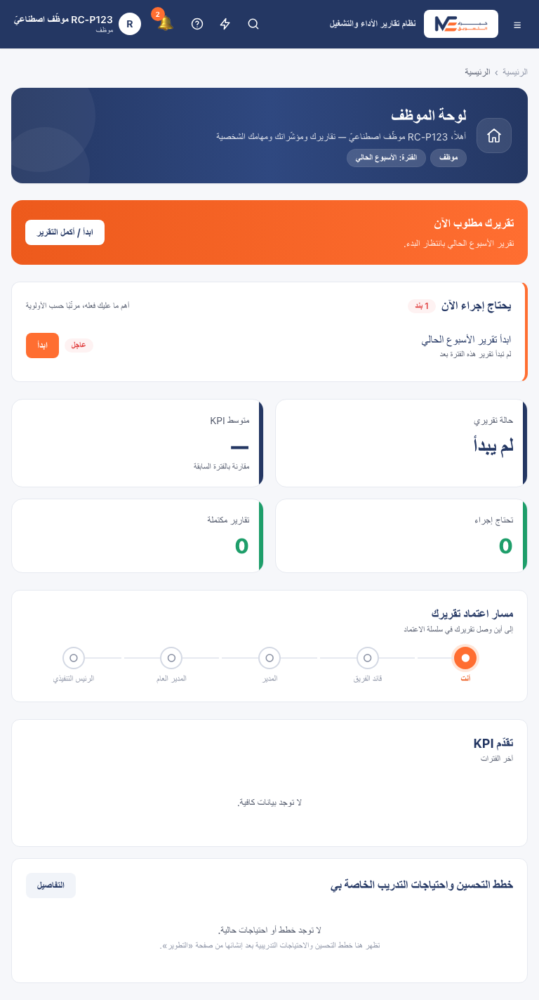 خبراء
التسويق
نظام تقارير الأداء والتشغيل
2
R
RC-P123 موظّف اصطناعيّ
موظف
الرئيسية › الرئيسية
لوحة الموظف
أهلاً، RC-P123 موظّف اصطناعيّ — تقاريرك ومؤشّراتك ومهامك الشخصية
موظف
الفترة: الأسبوع الحالي
تقريرك مطلوب الآن
تقرير الأسبوع الحالي بانتظار البدء.
ابدأ / أكمل التقرير
يحتاج إجراء الآن
1 بند
أهم ما عليك فعله، مرتّبًا حسب الأولوية
ابدأ تقرير الأسبوع الحالي
لم تبدأ تقرير هذه الفترة بعد
عاجل
ابدأ
حالة تقريري
لم يبدأ
متوسط KPI
—
مقارنة بالفترة السابقة
تحتاج إجراء
0
تقارير مكتملة
0
مسار اعتماد تقريرك
إلى أين وصل تقريرك في سلسلة الاعتماد
أنت
قائد الفريق
المدير
المدير العام
الرئيس التنفيذي
تقدّم KPI
آخر الفترات
لا توجد بيانات كافية.
خطط التحسين واحتياجات التدريب الخاصة بي
التفاصيل
لا توجد خطط أو احتياجات حالية.
تظهر هنا خطط التحسين والاحتياجات التدريبية بعد إنشائها من صفحة «التطوير».